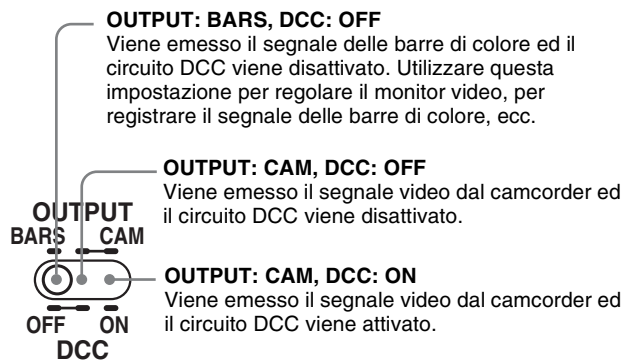 OUTPUT: BARS, DCC: OFF
Viene emesso il segnale delle barre di colore ed il
circuito DCC viene disattivato. Utilizzare questa
impostazione per regolare il monitor video, per
registrare il segnale delle barre di colore, ecc.
OUTPUT: CAM, DCC: OFF
Viene emesso il segnale video dal camcorder ed
il circuito DCC viene disattivato.
OUTPUT
BARS CAM
OUTPUT: CAM, DCC: ON
Viene emesso il segnale video dal camcorder ed
il circuito DCC viene attivato.
OFF ON
DCC